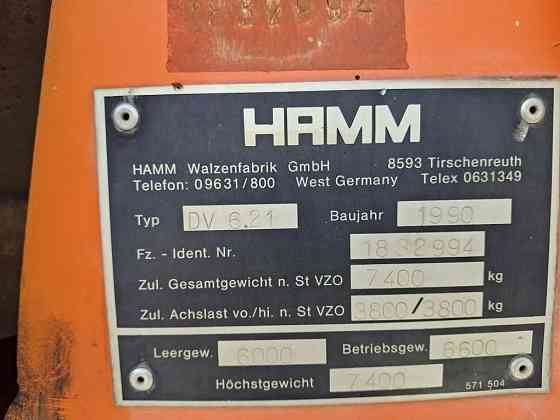 HAMM
HAMM Walzenfabrik GmbH 8593 Tirschenreuth
Telefon: 09631/800 West Germany Telex 0631349
Typ DV 6.21 Baujahr 1990
Fz. - Ident. Nr. 1832994
Zul. Gesamtgewicht n. St VZO 7400 kg
Zul. Achslast vo./hi. n. St VZO 3800/3800 kg
Leergew. 6000 Betriebsgew. 6600
Höchstgewicht 7400 571 504